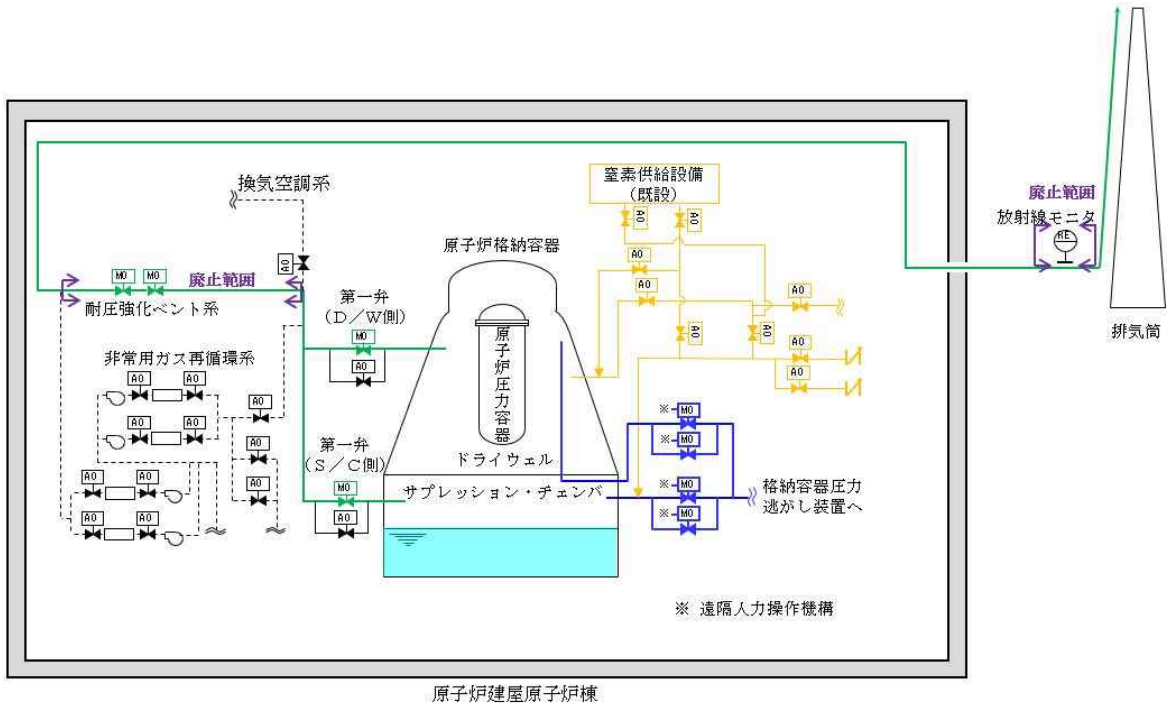 換気空調系
AO
窒素供給設備
(既設)
AO
AO
廃止範囲
放射線モニタ
RE
排気筒
原子炉格納容器
AO
AO
AO
MO
MO
廃止範囲
耐圧強化ベント系
第一弁
(D/W側)
MO
AO
原子炉圧力容器
AO
AO
AO
AO
非常用ガス再循環系
AO
AO
AO
AO
AO
AO
AO
第一弁
(S/C側)
MO
AO
ドライウェル
サプレッション・チェンバ
※
MO
※
MO
※
MO
※
MO
格納容器圧力
逃がし装置へ
AO
AO
AO
AO
※ 遠隔人力操作機構
原子炉建屋原子炉棟